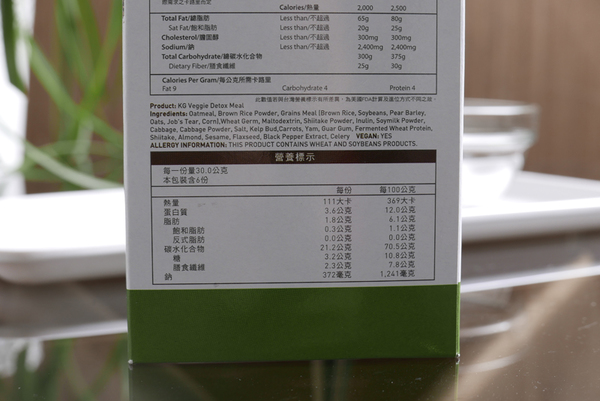 Calories/熱量 2,000 2,500
Total Fat/總脂肪 Less than/不超過 65g 80g
Sat Fat/飽和脂肪 Less than/不超過 20g 25g
Cholesterol/膽固醇 Less than/不超過 300mg 300mg
Sodium/鈉 Less than/不超過 2,400mg 2,400mg
Total Carbohydrate/總碳水化合物 300g 375g
Dietary Fiber/膳食纖維 25g 30g
Calories Per Gram/每公克所需卡路里
Fat 9 Carbohydrate 4 Protein 4
Product: KG Veggie Detox Meal
Ingredients: Oatmeal, Brown Rice Powder, Grains Meal (Brown Rice, Soybeans, Pear Barley,
Oats, Job's Tear, Corn),Wheat Germ, Maltodextrin, Shiitake Powder, Inulin, Soymilk Powder,
Cabbage, Cabbage Powder, Salt, Kelp Bud,Carrots, Yam, Guar Gum, Fermented Wheat Protein,
Shiitake, Almond, Sesame, Flaxseed, Black Pepper Extract, Celery VEGAN: YES
ALLERGY INFORMATION: THIS PRODUCT CONTAINS WHEAT AND SOYBEANS PRODUCTS.
營養標示
每一份量30.0公克
本包裝含6份
每份 每100公克
熱量 111大卡 369大卡
蛋白質 3.6公克 12.0公克
脂肪 1.8公克 6.1公克
飽和脂肪 0.3公克 1.1公克
反式脂肪 0.0公克 0.0公克
碳水化合物 21.2公克 70.5公克
糖 3.2公克 10.8公克
膳食纖維 2.3公克 7.8公克
鈉 372毫克 1,241毫克